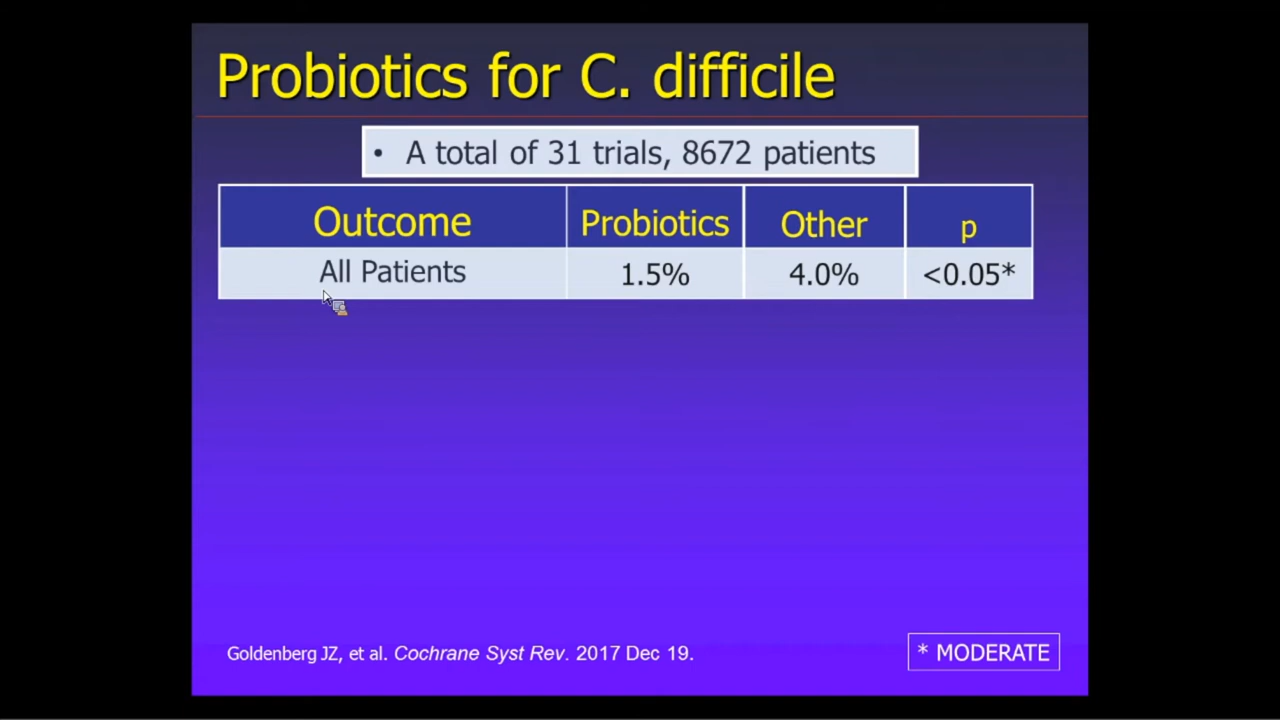 Probiotics for C. difficile
• A total of 31 trials, 8672 patients
Outcome Probiotics Other p
All Patients 1.5% 4.0% <0.05*
Goldenberg JZ, et al. Cochrane Syst Rev. 2017 Dec 19.
* MODERATE